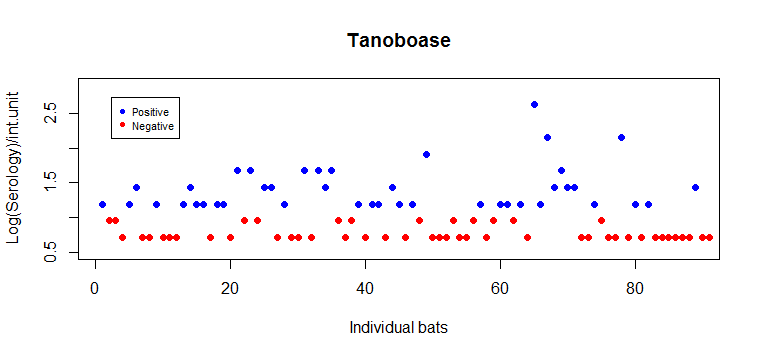 Tanoboase
Log(Serology)/int.unit
2.5
1.5
0.5
Positive
Negative
0 20 40 60 80
Individual bats